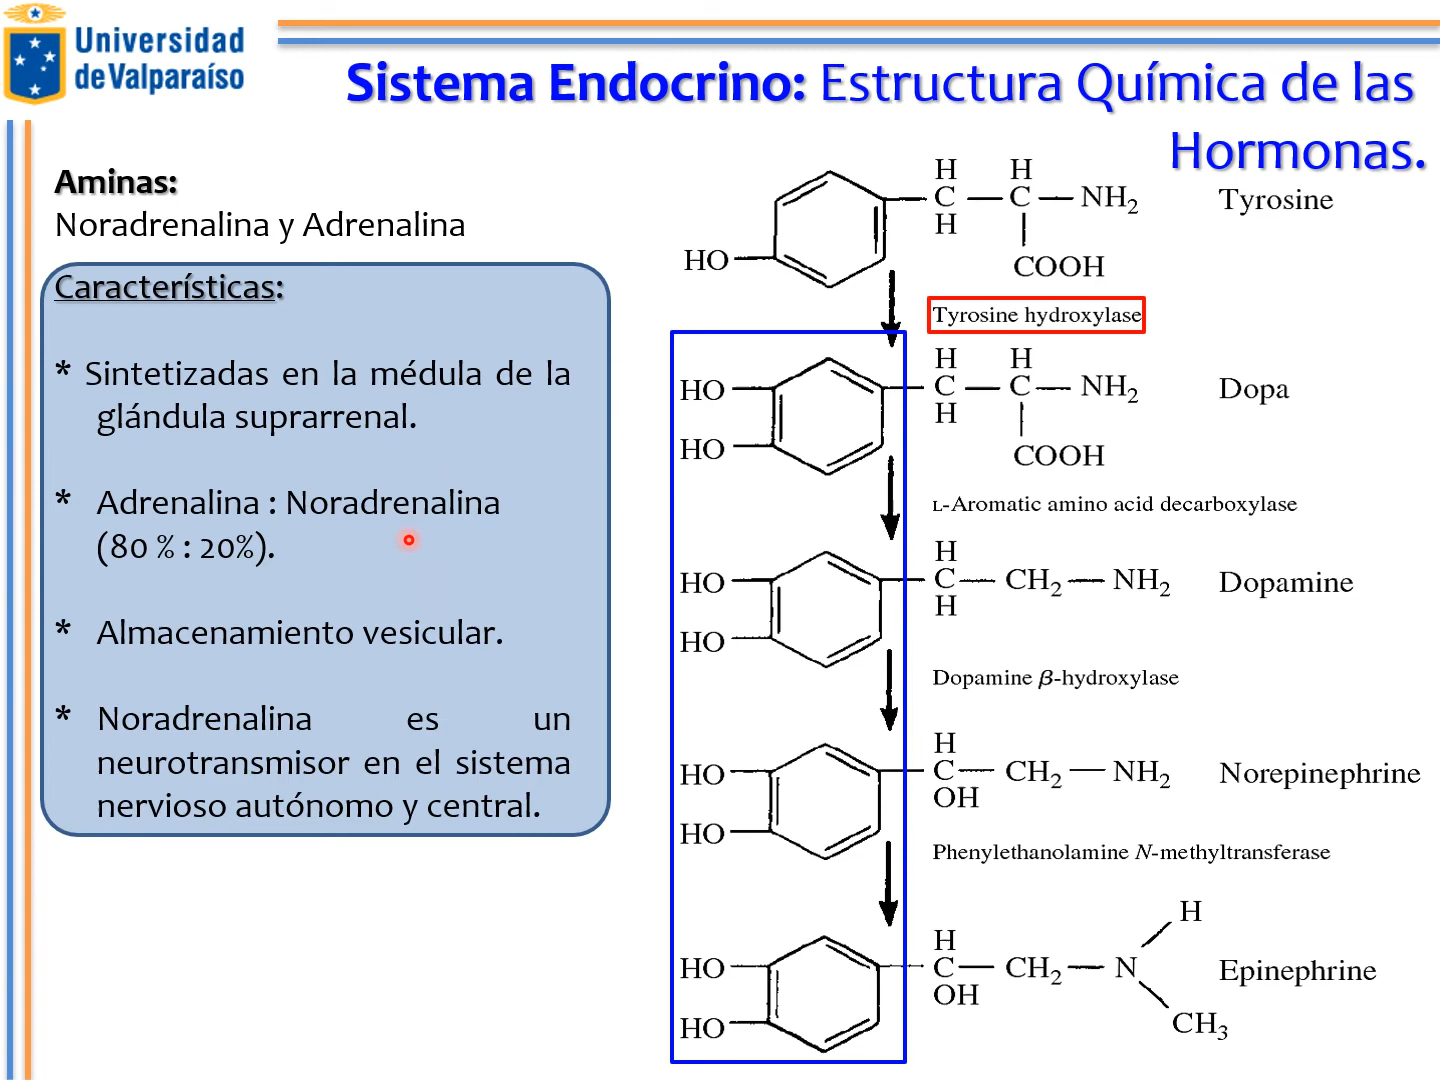 Universidad
de Valparaíso
Sistema Endocrino: Estructura Química de las
Hormonas.
Aminas:
Noradrenalina y Adrenalina
Características:
* Sintetizadas en la médula de la
glándula suprarrenal.
* Adrenalina : Noradrenalina
(80 % : 20%).
* Almacenamiento vesicular.
* Noradrenalina es un
neurotransmisor en el sistema
nervioso autónomo y central.
H H
C C NH2 Tyrosine
H
HO COOH
Tyrosine hydroxylase
H H
HO C C NH2 Dopa
H
HO COOH
L-Aromatic amino acid decarboxylase
H
HO C CH2 NH2 Dopamine
H
HO
Dopamine β-hydroxylase
H
HO C CH2 NH2 Norepinephrine
OH
HO
Phenylethanolamine N-methyltransferase
H
H
HO C CH2 N Epinephrine
OH
HO CH3